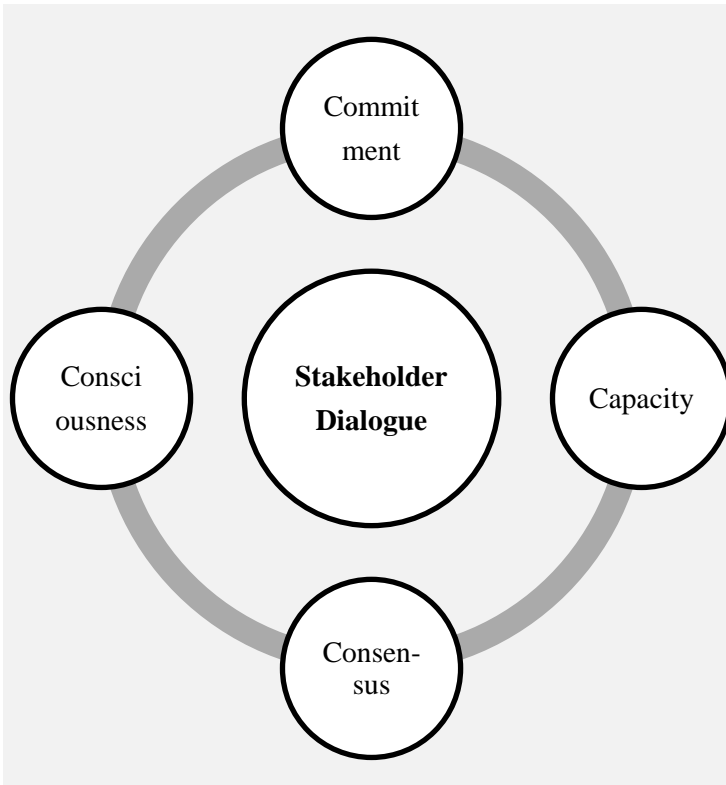 Commit
ment
Consci
ousness
Stakeholder
Dialogue
Capacity
Consen-
sus